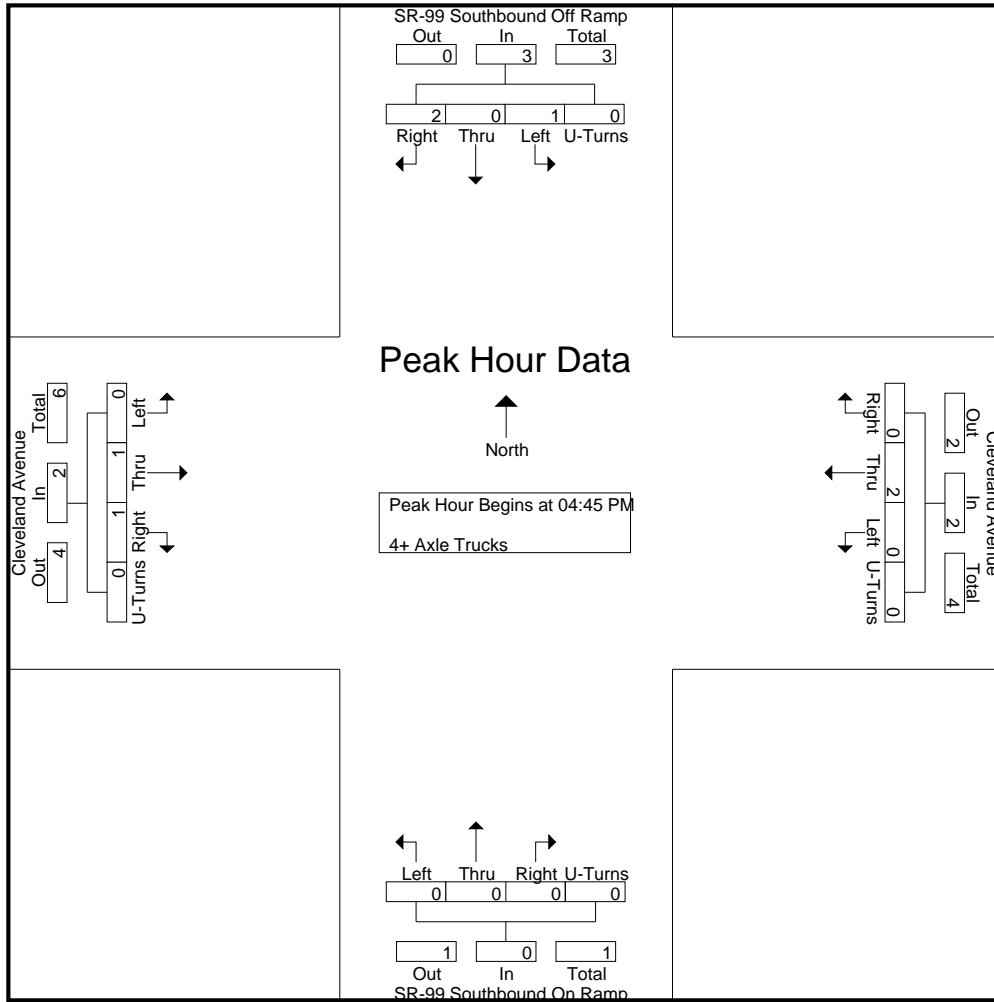 SR-99 Southbound Off Ramp
Out In Total
0 3 3
2 0 1 0
Right Thru Left U-Turns
Peak Hour Data
North
Peak Hour Begins at 04:45 PM
4+ Axle Trucks
Cleveland Avenue
Out In Total
4 2 6
0 1 1 0
U-Turns Right Thru Left
Cleveland Avenue
Out In Total
2 2 4
0 2 0 0
Right Thru Left U-Turns
Left Thru Right U-Turns
0 0 0 0
1 0 1
Out In Total
SR-99 Southbound On Ramp